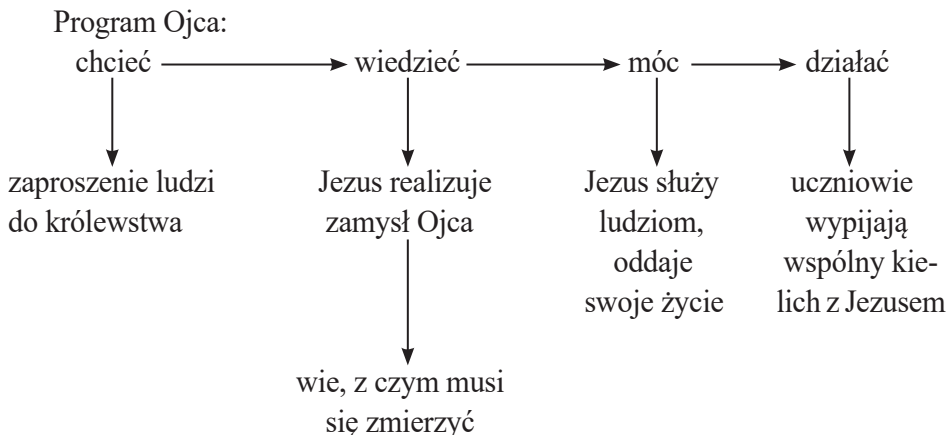 Program Ojca:
chcieć wiedzieć móc działać
zaproszenie ludzi
do królewstwa
Jezus realizuje
zamysł Ojca
wie, z czym musi
się zmierzyć
Jezus służy
ludziom,
oddaje
swoje życie
uczniowie
wypijają
wspólny kie-
lich z Jezusem